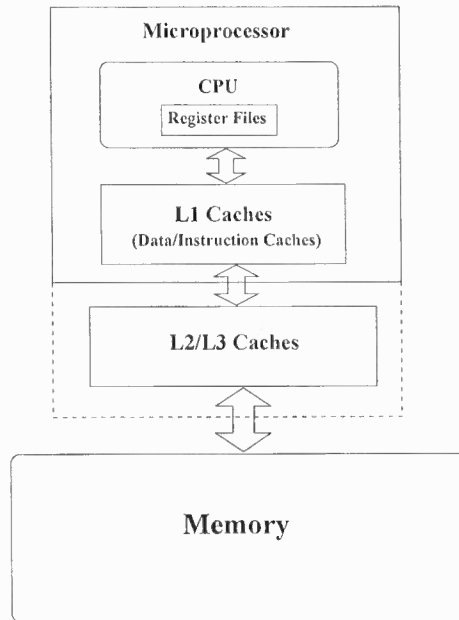 Microprocessor
CPU
Register Files
L1 Caches
(Data/Instruction Caches)
L2/L3 Caches
Memory